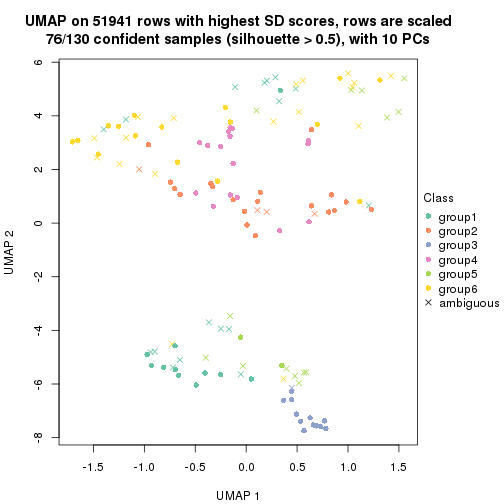 UMAP on 51941 rows with highest SD scores, rows are scaled
76/130 confident samples (silhouette > 0.5), with 10 PCs
6
4
2
0
-2
-4
-6
-8
UMAP 2
-1.5
-1.0
-0.5
0.0
0.5
1.0
1.5
UMAP 1
Class
group1
group2
group3
group4
group5
group6
ambiguous